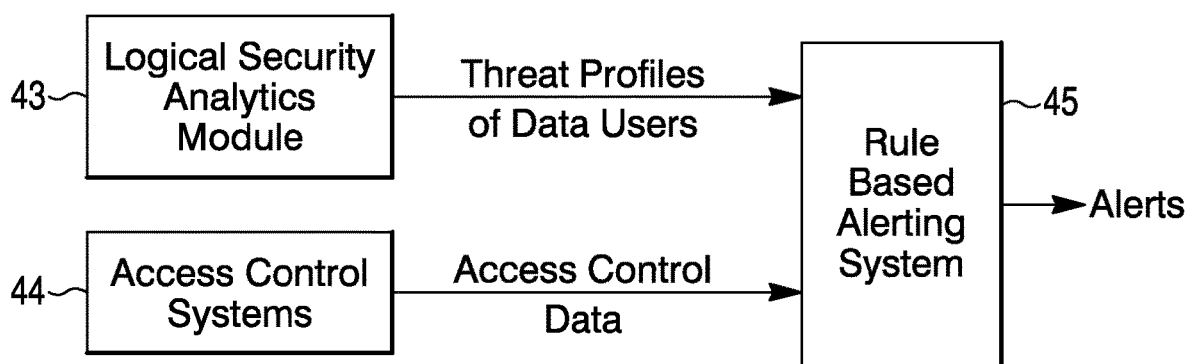 43
Logical Security
Analytics
Module
Threat Profiles
of Data Users
44
Access Control
Systems
Access Control
Data
Rule
Based
Alerting
System
45
Alerts